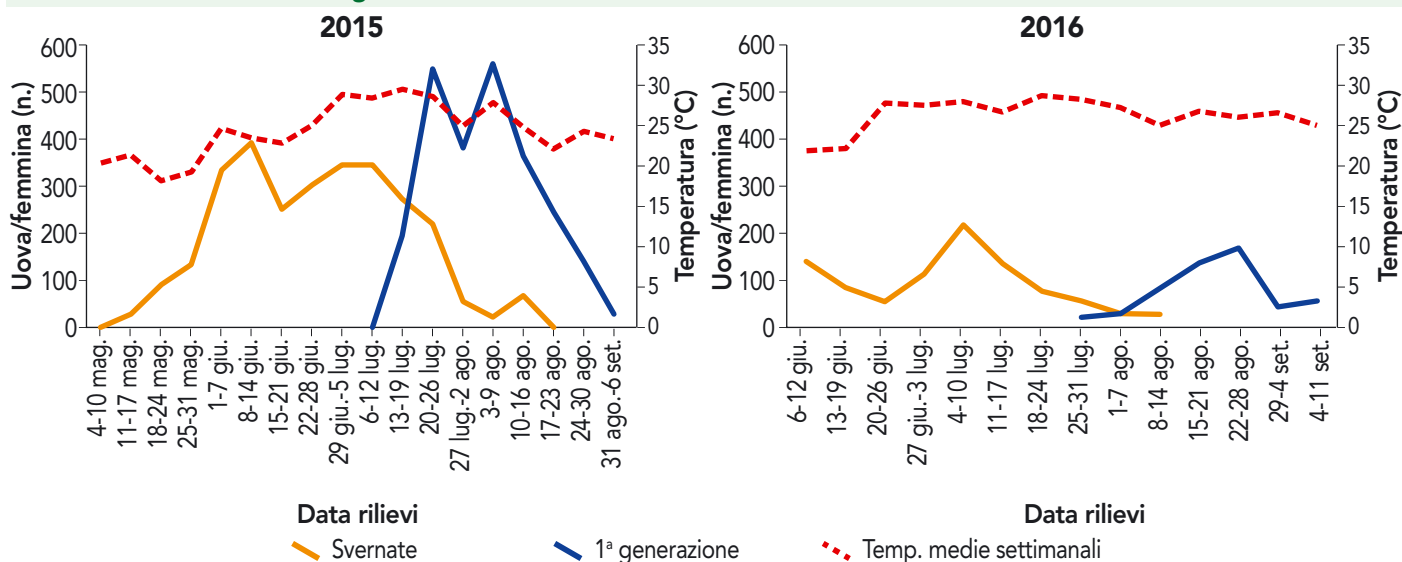 2015
Uova/femmina (n.)
600
500
400
300
200
100
0
35
30
25
20
15
10
5
0
Temperatura (°C)
4-10 mag.
11-17 mag.
18-24 mag.
25-31 mag.
1-7 giu.
8-14 giu.
15-21 giu.
22-28 giu.
29 giu.-5 lug.
6-12 lug.
13-19 lug.
20-26 lug.
27 lug.-2 ago.
3-9 ago.
10-16 ago.
17-23 ago.
24-30 ago.
31 ago.-6 set.
Data rilievi
2016
Uova/femmina (n.)
600
500
400
300
200
100
0
35
30
25
20
15
10
5
0
Temperatura (°C)
6-12 giu.
13-19 giu.
20-26 giu.
27 giu.-3 lug.
4-10 lug.
11-17 lug.
18-24 lug.
25-31 lug.
1-7 ago.
8-14 ago.
15-21 ago.
22-28 ago.
29-4 set.
4-11 set.
Data rilievi
Svernate
1ª generazione
Temp. medie settimanali